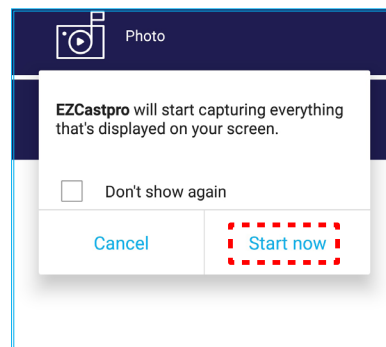 Photo
EZCastpro will start capturing everything
that's displayed on your screen.
Don't show again
Cancel
Start now